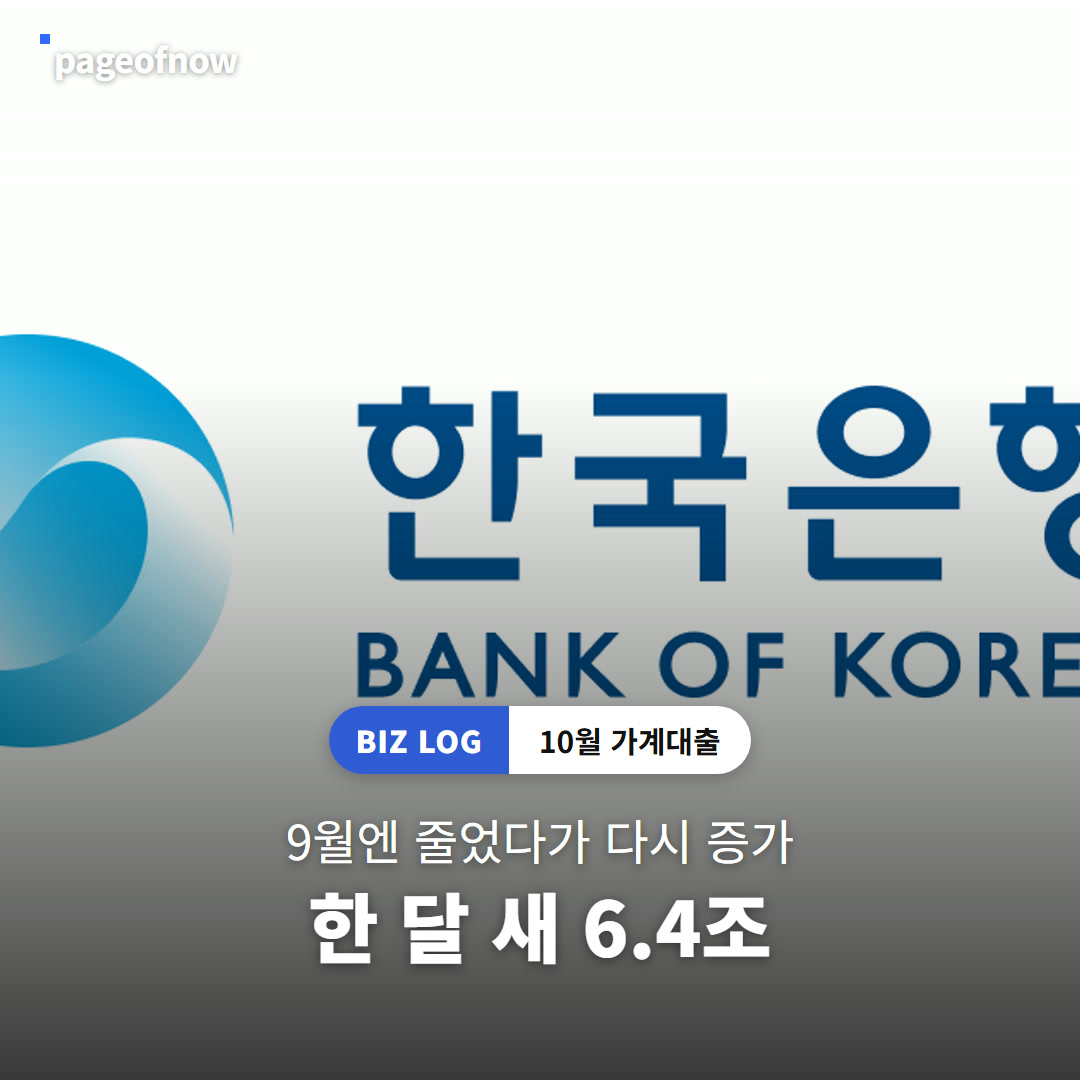 pageofnow
한국은행
BANK OF KORE
BIZ LOG 10월 가계대출
9월엔 줄었다가 다시 증가
한 달 새 6.4조